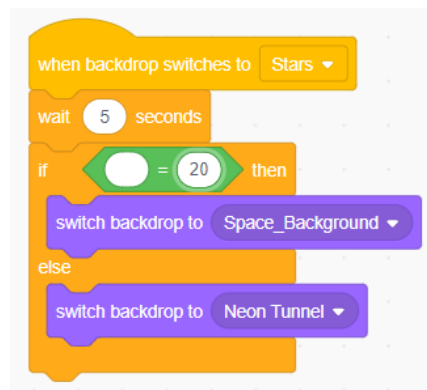 when backdrop switches to Stars
wait 5 seconds
if = 20 then
switch backdrop to Space_Background
else
switch backdrop to Neon Tunnel